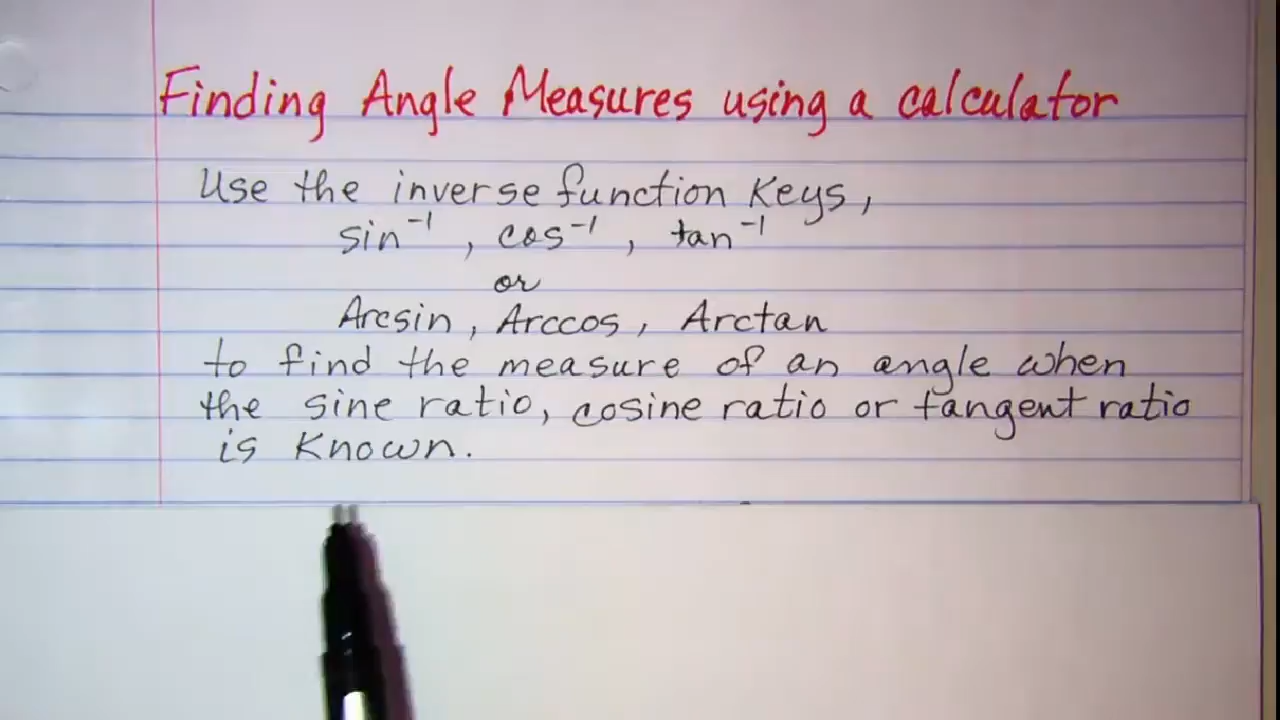 Finding Angle Measures using a calculator
Use the inverse function Keys,
sin⁻¹, cos⁻¹, tan⁻¹
or
Arcsin, Arccos, Arctan
to find the measure of an angle when
the sine ratio, cosine ratio or tangent ratio
is Known.